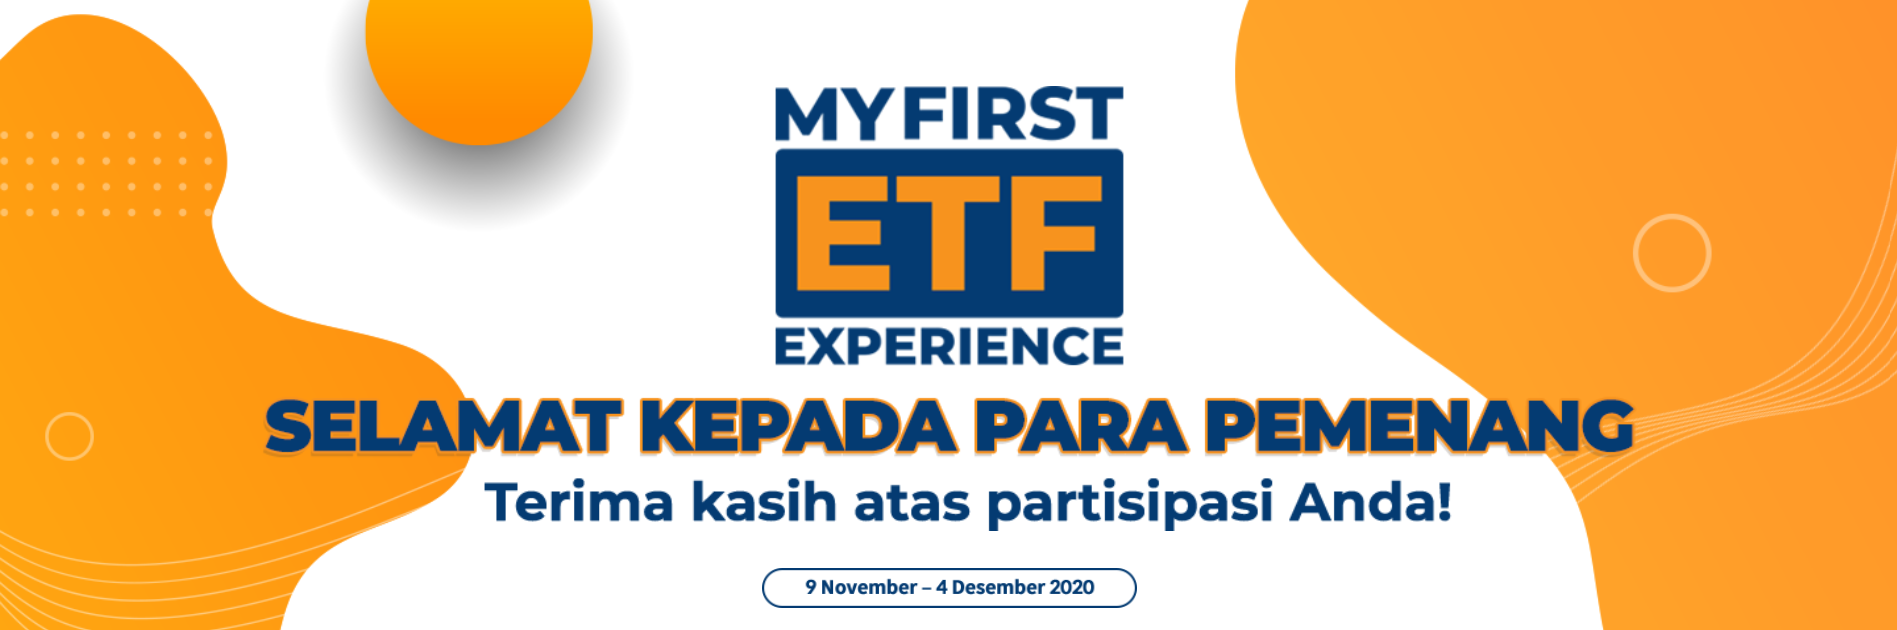 MY FIRST
ETF
EXPERIENCE
SELAMAT KEPADA PARA PEMENANG
Terima kasih atas partisipasi Anda!
9 November – 4 Desember 2020